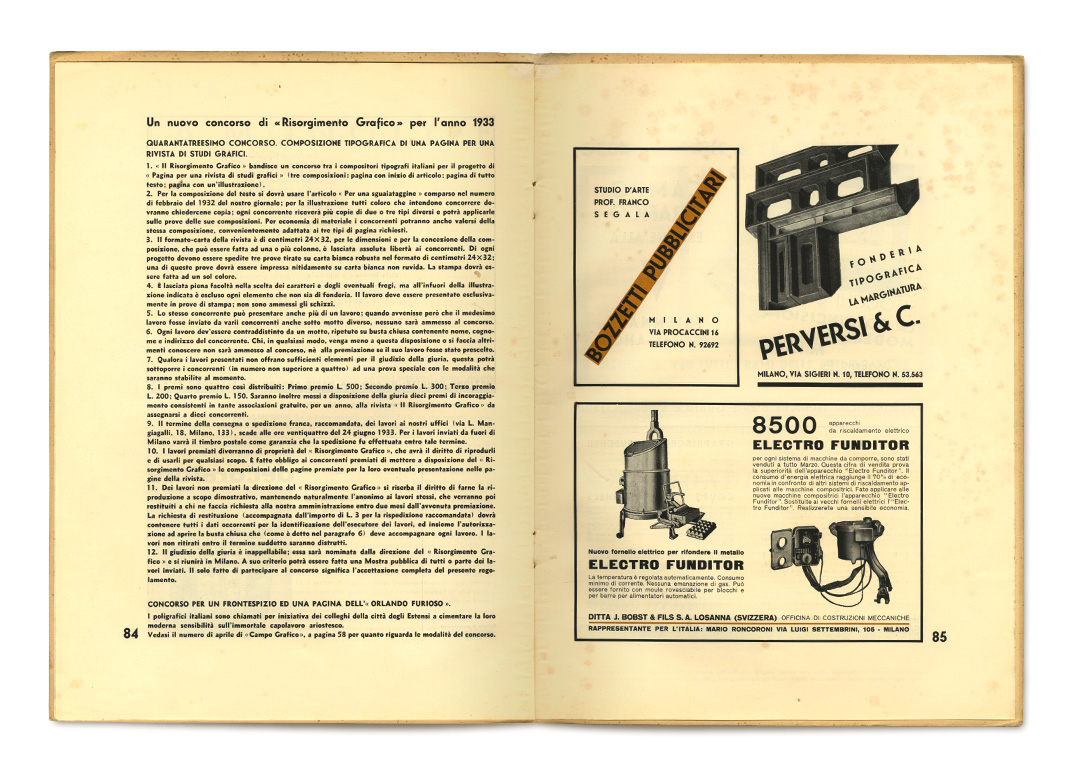 Un nuovo concorso di «Risorgimento Grafico» per l'anno 1933
QUARANTATREESIMO CONCORSO. COMPOSIZIONE TIPOGRAFICA DI UNA PAGINA PER UNA
RIVISTA DI STUDI GRAFICI.
1. « Il Risorgimento Grafico » bandisce un concorso tra i compositori tipografi italiani per il progetto di
« Pagina per una rivista di studi grafici » (tre composizioni: pagina con inizio di articolo; pagina di tutto
testo; pagina con un'illustrazione).
2. Per la composizione del testo si dovrà usare l'articolo « Per una sguaiataggine » comparso nel numero
di febbraio del 1932 del nostro giornale; per la illustrazione tutti coloro che intendono concorrere do-
vranno chiedercene copia; ogni concorrente riceverà più copie di due o tre tipi diversi e potrà applicarle
sulle prove delle sue composizioni. Per economia di materiale i concorrenti potranno anche valersi della
stessa composizione, convenientemente adattata ai tre tipi di pagina richiesti.
3. Il formato-carta della rivista è di centimetri 24×32, per le dimensioni e per la concezione della com-
posizione, che può essere fatta ad una o più colonne, è lasciata assoluta libertà ai concorrenti. Di ogni
progetto devono essere spedite tre prove tirate su carta bianca robusta nel formato di centimetri 24×32;
una di queste prove dovrà essere impressa nitidamente su carta bianca non ruvida. La stampa dovrà es-
sere fatta ad un sol colore.
4. È lasciata piena facoltà nella scelta dei caratteri e degli eventuali fregi, ma all'infuori della illustra-
zione indicata è escluso ogni elemento che non sia di fonderia. Il lavoro deve essere presentato esclusiva-
mente in prove di stampa; non sono ammessi gli schizzi.
5. Lo stesso concorrente può presentare anche più di un lavoro; quando avvenisse però che il medesimo
lavoro fosse inviato da varii concorrenti anche sotto motto diverso, nessuno sarà ammesso al concorso.
6. Ogni lavoro dev'essere contraddistinto da un motto, ripetuto su busta chiusa contenente nome, cogno-
me e indirizzo del concorrente. Chi, in qualsiasi modo, venga meno a questa disposizione o si faccia altri-
menti conoscere non sarà ammesso al concorso, nè alla premiazione se il suo lavoro fosse stato prescelto.
7. Qualora i lavori presentati non offrano sufficienti elementi per il giudizio della giuria, questa potrà
sottoporre i concorrenti (in numero non superiore a quattro) ad una prova speciale con le modalità che
saranno stabilite al momento.
8. I premi sono quattro così distribuiti: Primo premio L. 500; Secondo premio L. 300; Terzo premio
L. 200; Quarto premio L. 150. Saranno inoltre messi a disposizione della giuria dieci premi di incoraggia-
mento consistenti in tante associazioni gratuite, per un anno, alla rivista « Il Risorgimento Grafico » da
assegnarsi a dieci concorrenti.
9. Il termine della consegna o spedizione franca, raccomandata, dei lavori ai nostri uffici (via L. Man-
giagalli, 18, Milano, 133), scade alle ore ventiquattro del 24 giugno 1933. Per i lavori inviati da fuori di
Milano varrà il timbro postale come garanzia che la spedizione fu effettuata entro tale termine.
10. I lavori premiati diverranno di proprietà del « Risorgimento Grafico », che avrà il diritto di riprodurli
e di usarli per qualsiasi scopo. È fatto obbligo ai concorrenti premiati di mettere a disposizione del « Ri-
sorgimento Grafico » le composizioni delle pagine premiate per la loro eventuale presentazione nelle pa-
gine della rivista.
11. Dei lavori non premiati la direzione del « Risorgimento Grafico » si riserba il diritto di farne la ri-
produzione a scopo dimostrativo, mantenendo naturalmente l'anonimo ai lavori stessi, che verranno poi
restituiti a chi ne faccia richiesta alla nostra amministrazione entro due mesi dall'avvenuta premiazione.
La richiesta di restituzione (accompagnata dall'importo di L. 3 per la rispedizione raccomandata) dovrà
contenere tutti i dati occorrenti per la identificazione dell'esecutore dei lavori, ed insieme l'autorizza-
zione ad aprire la busta chiusa che (come è detto nel paragrafo 6) deve accompagnare ogni lavoro. I la-
vori non ritirati entro il termine suddetto saranno distrutti.
12. Il giudizio della giuria è inappellabile; essa sarà nominata dalla direzione del « Risorgimento Gra-
fico » e si riunirà in Milano. A suo criterio potrà essere fatta una Mostra pubblica di tutti o parte dei la-
vori inviati. Il solo fatto di partecipare al concorso significa l'accettazione completa del presente rego-
lamento.
CONCORSO PER UN FRONTESPIZIO ED UNA PAGINA DELL'« ORLANDO FURIOSO ».
I poligrafici italiani sono chiamati per iniziativa dei colleghi della città degli Estensi a cimentare la loro
moderna sensibilità sull'immortale capolavoro ariostesco.
Vedasi il numero di aprile di «Campo Grafico», a pagina 58 per quanto riguarda le modalità del concorso.
84
STUDIO D'ARTE
PROF. FRANCO
SEGALA
BOZZETTI PUBBLICITARI
MILANO
VIA PROCACCINI 16
TELEFONO N. 92692
FONDERIA
TIPOGRAFICA
LA MARGINATURA
PERVERSI & C.
MILANO, VIA SIGIERI N. 10, TELEFONO N. 53.563
8500 apparecchi
da riscaldamento elettrico
ELECTRO FUNDITOR
per ogni sistema di macchine da comporre, sono stati
venduti a tutto Marzo. Questa cifra di vendita prova
la superiorità dell'apparecchio "Electro Funditor". Il
consumo d'energia elettrica raggiunge il 70% di eco-
nomia in confronto di altri sistemi di riscaldamento ap-
plicati alle macchine compositrici. Fate applicare alle
nuove macchine compositrici l'apparecchio "Electro
Funditor". Sostituite ai vecchi fornelli elettrici l'"Elec-
tro Funditor". Realizzerete una sensibile economia.
Nuovo fornello elettrico per rifondere il metallo
ELECTRO FUNDITOR
La temperatura è regolata automaticamente. Consumo
minimo di corrente. Nessuna emanazione di gas. Può
essere fornito con moule rovesciabile per blocchi e
per barre per alimentatori automatici.
DITTA J. BOBST & FILS S. A. LOSANNA (SVIZZERA) OFFICINA DI COSTRUZIONI MECCANICHE
RAPPRESENTANTE PER L'ITALIA: MARIO RONCORONI VIA LUIGI SETTEMBRINI, 105 - MILANO
85